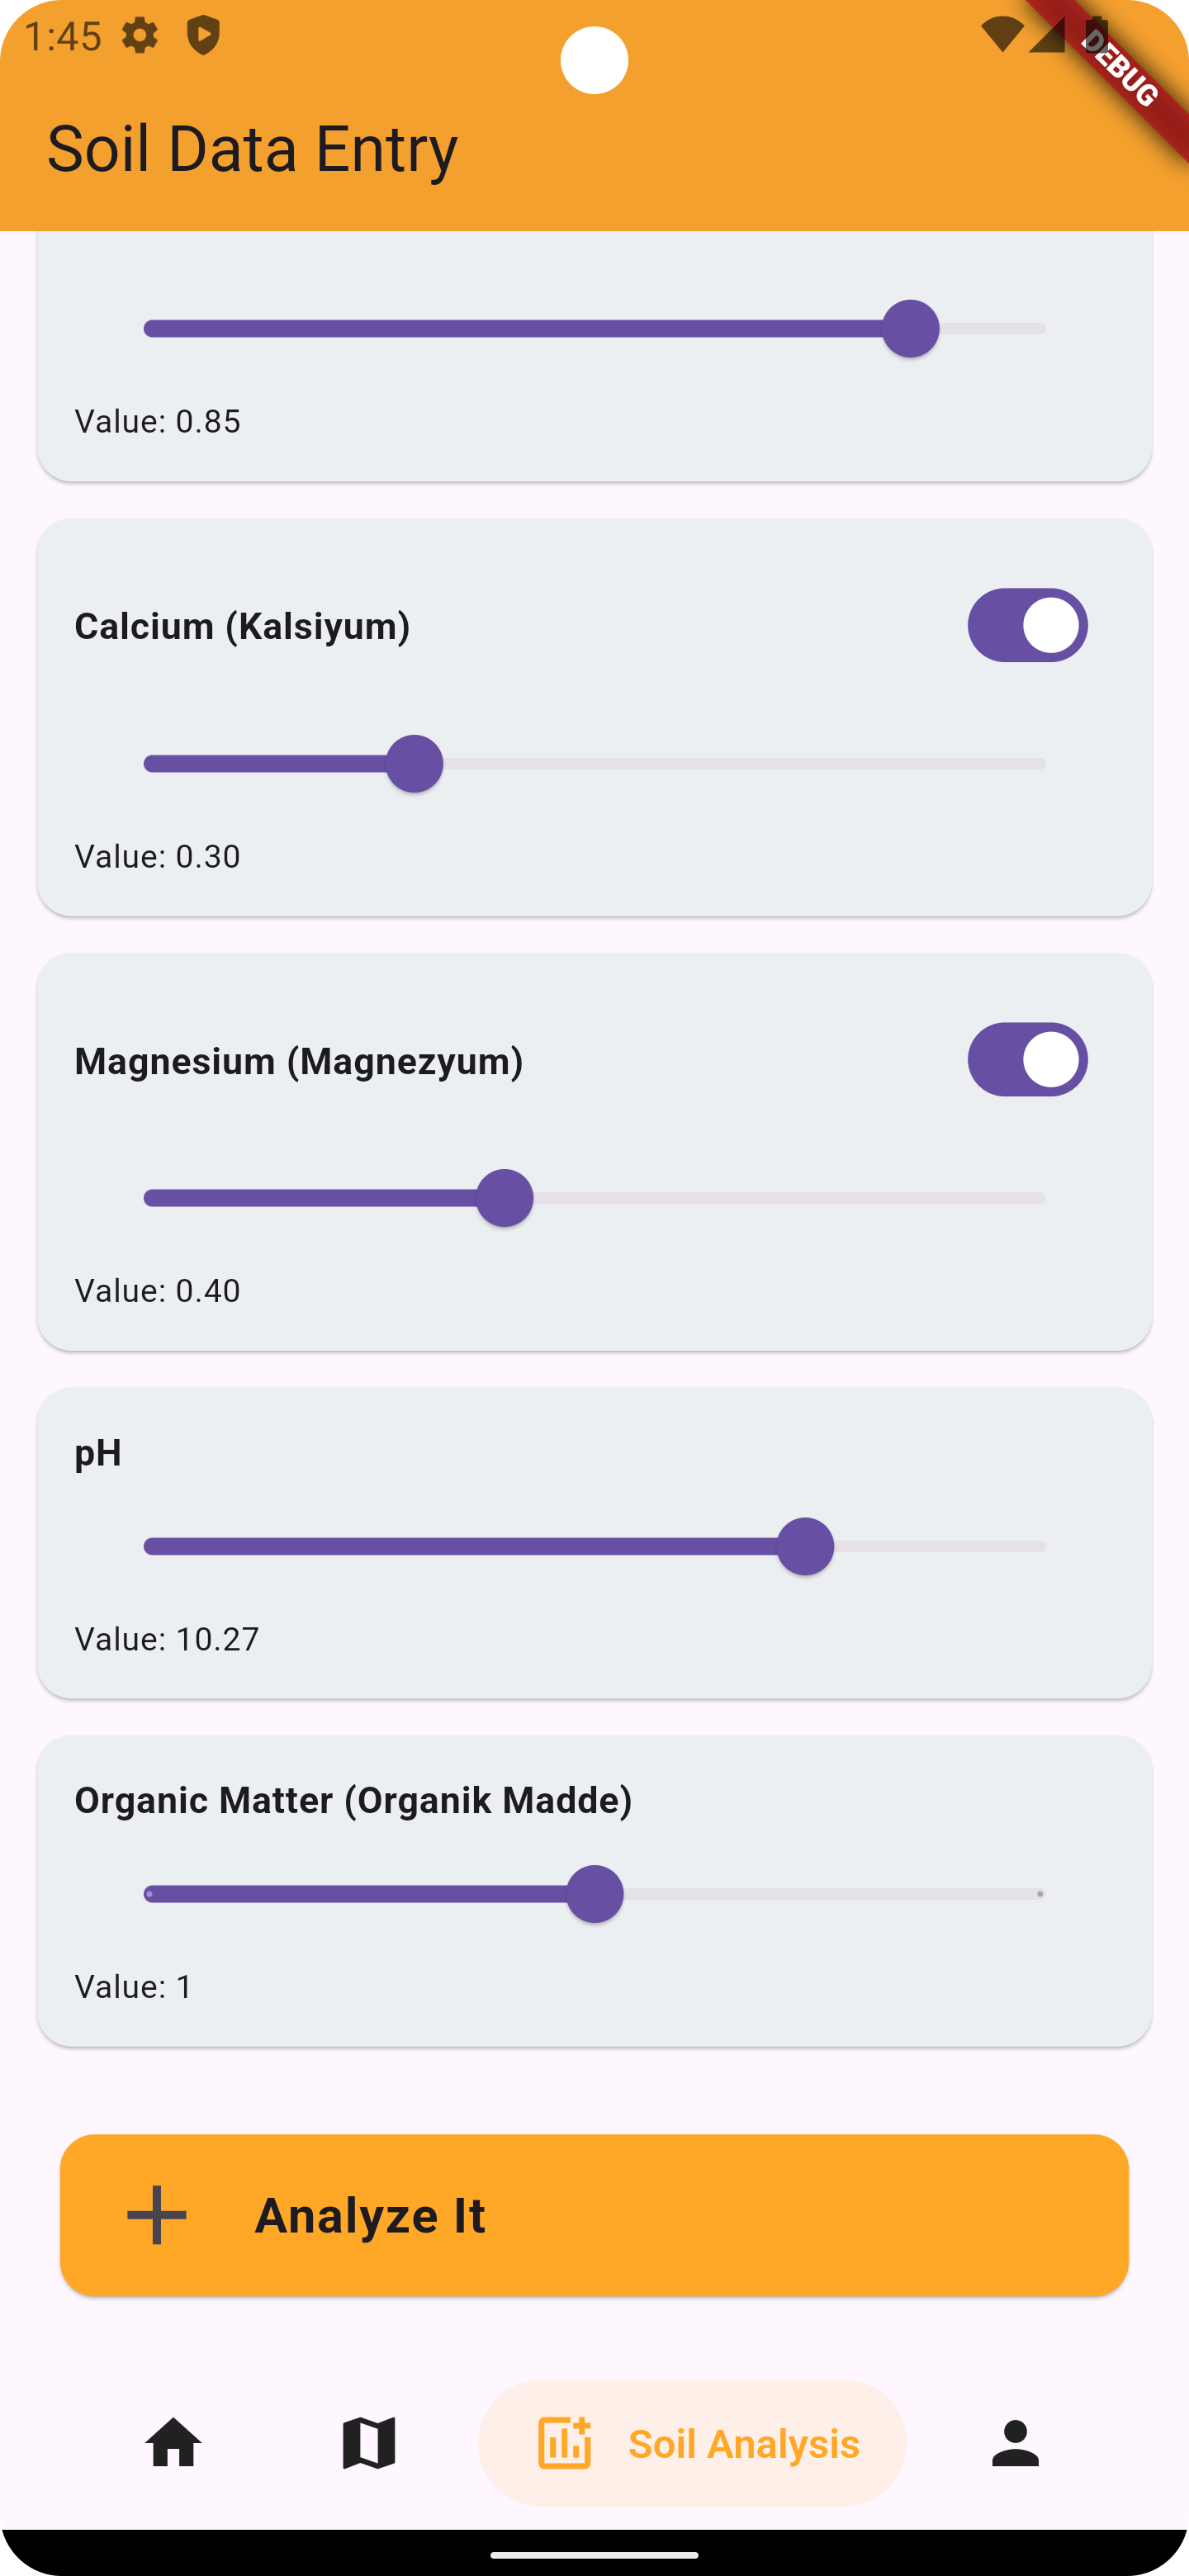 1:45
DEBUG
Soil Data Entry
Value: 0.85
Calcium (Kalsiyum)
Value: 0.30
Magnesium (Magnezyum)
Value: 0.40
pH
Value: 10.27
Organic Matter (Organik Madde)
Value: 1
Analyze It
Soil Analysis